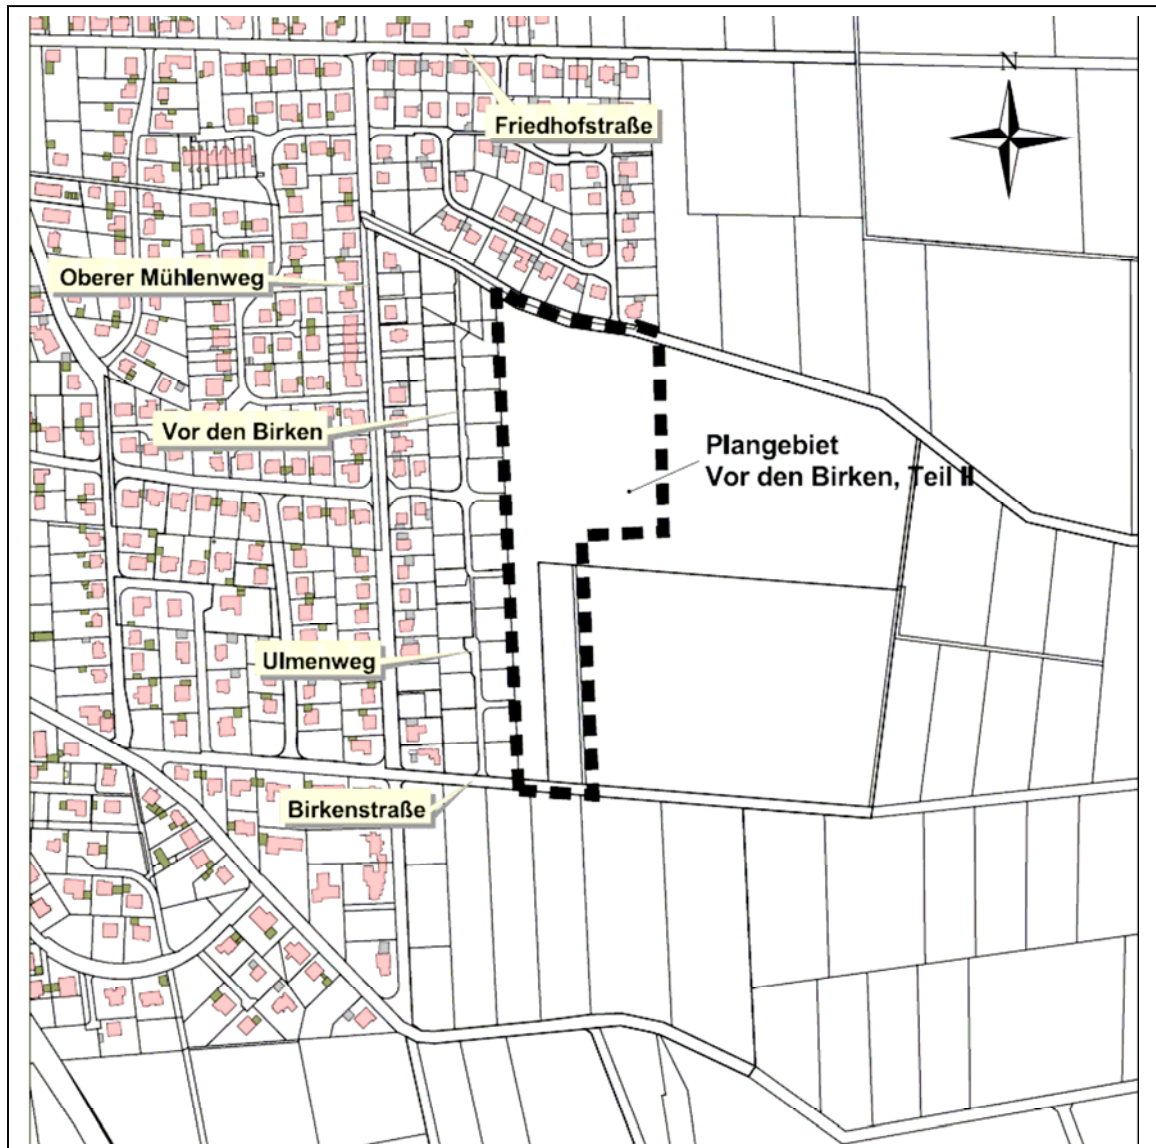 N
Friedhofstraße
Oberer Mühlenweg
Vor den Birken
Plangebiet
Vor den Birken, Teil II
Ulmenweg
Birkenstraße